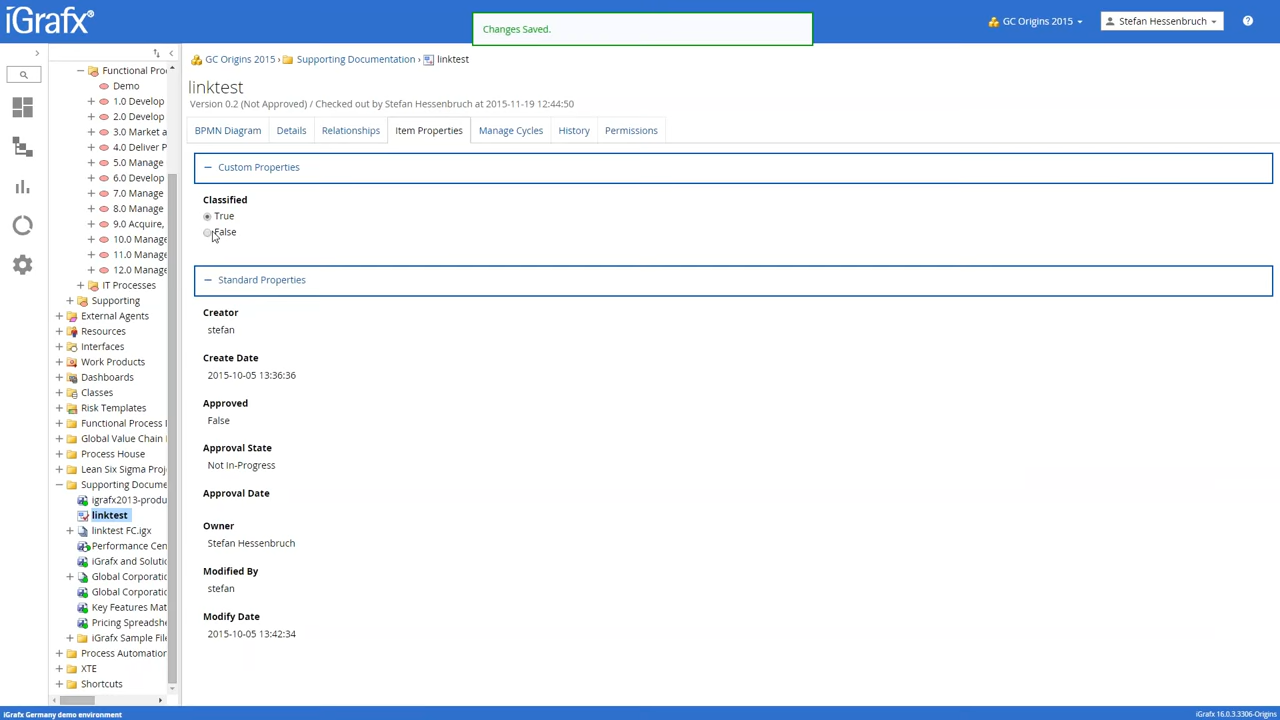 iGrafx®
Changes Saved.
GC Origins 2015
Stefan Hessenbruch
GC Origins 2015 › Supporting Documentation › linktest
linktest
Version 0.2 (Not Approved) / Checked out by Stefan Hessenbruch at 2015-11-19 12:44:50
BPMN Diagram
Details
Relationships
Item Properties
Manage Cycles
History
Permissions
Functional Pro
Demo
1.0 Develop
2.0 Develop
3.0 Market a
4.0 Deliver P
5.0 Manage
6.0 Develop
7.0 Manage
8.0 Manage
9.0 Acquire,
10.0 Manage
11.0 Manage
12.0 Manage
IT Processes
Supporting
External Agents
Resources
Interfaces
Work Products
Dashboards
Classes
Risk Templates
Functional Process
Global Value Chain
Process House
Lean Six Sigma Proj
Supporting Docume
igrafx2013-produ
linktest
linktest FC.igx
Performance Cen
iGrafx and Solutio
Global Corporatio
Global Corporatio
Key Features Mat
Pricing Spreadshe
iGrafx Sample File
Process Automation
XTE
Shortcuts
Custom Properties
Classified
True
False
Standard Properties
Creator
stefan
Create Date
2015-10-05 13:36:36
Approved
False
Approval State
Not In-Progress
Approval Date
Owner
Stefan Hessenbruch
Modified By
stefan
Modify Date
2015-10-05 13:42:34
iGrafx Germany demo environment
iGrafx 16.0.3.3306-Origins